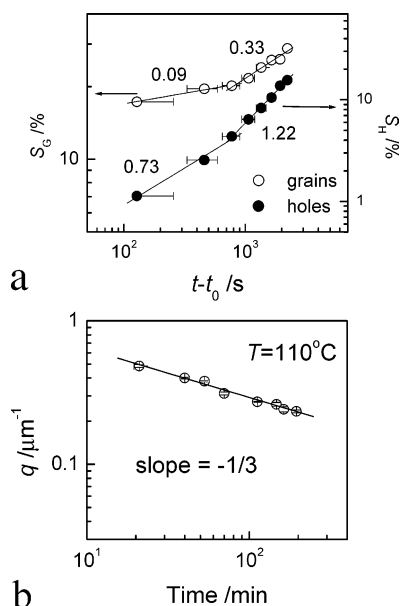 0.33
0.09
10
10
S_G /%
S_H /%
1.22
0.73
grains
holes
1
10^2
10^3
a
t-t_0 /s
1
T=110°C
q /μm^-1
0.1
slope = -1/3
10^1
10^2
b
Time /min